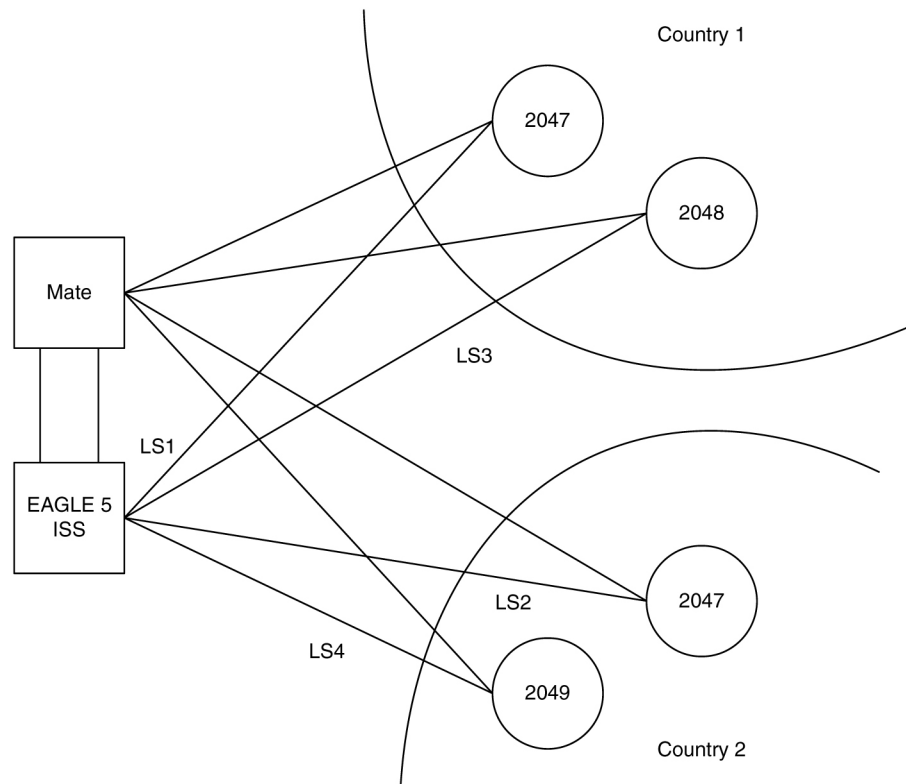 Country 1
2047
2048
Mate
LS3
LS1
EAGLE 5
ISS
2047
LS2
LS4
2049
Country 2